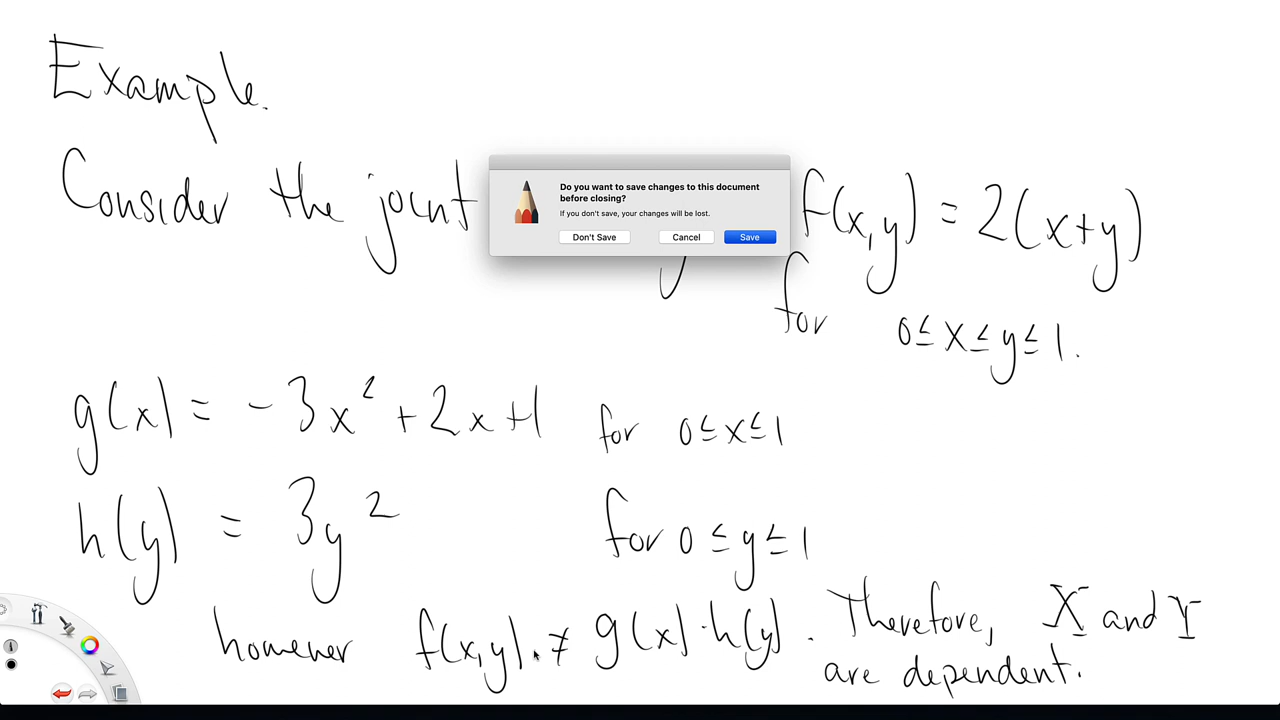 Example.
Consider the joint
f(x,y) = 2(x+y)
for 0≤x≤y≤1.
Do you want to save changes to this document
before closing?
If you don't save, your changes will be lost.
Don't Save Cancel Save
g(x) = -3x² + 2x+1 for 0≤x≤1
h(y) = 3y² for 0≤y≤1
however f(x,y) ≠ g(x)·h(y). Therefore, X and Y
are dependent.